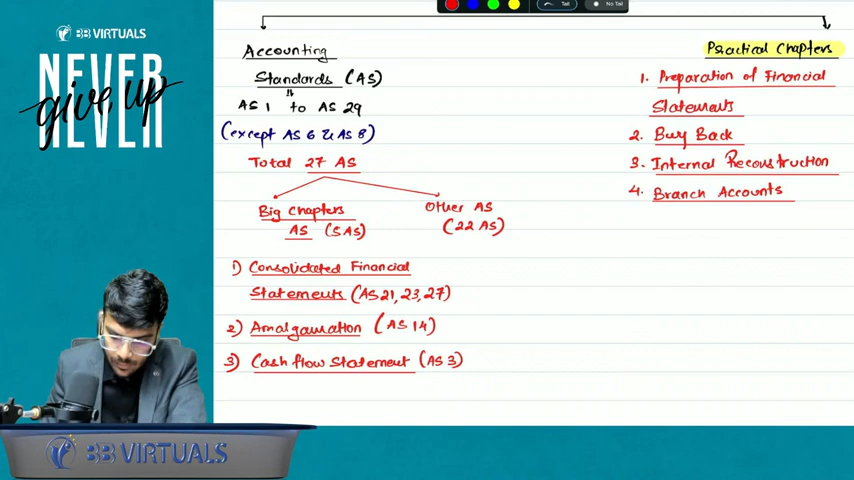 BB VIRTUALS
NEVER
give up
NEVER
Tail
No Tail
Accounting
Standards (AS)
AS 1 to AS 29
(except AS 6 & AS 8)
Total 27 AS
Big Chapters
AS (5 AS)
Other AS
(22 AS)
1) Consolidated Financial
Statements (AS 21, 23, 27)
2) Amalgamation (AS 14)
3) Cash flow Statement (AS 3)
Practical Chapters
1. Preparation of Financial
Statements
2. Buy Back
3. Internal Reconstruction
4. Branch Accounts
BB VIRTUALS